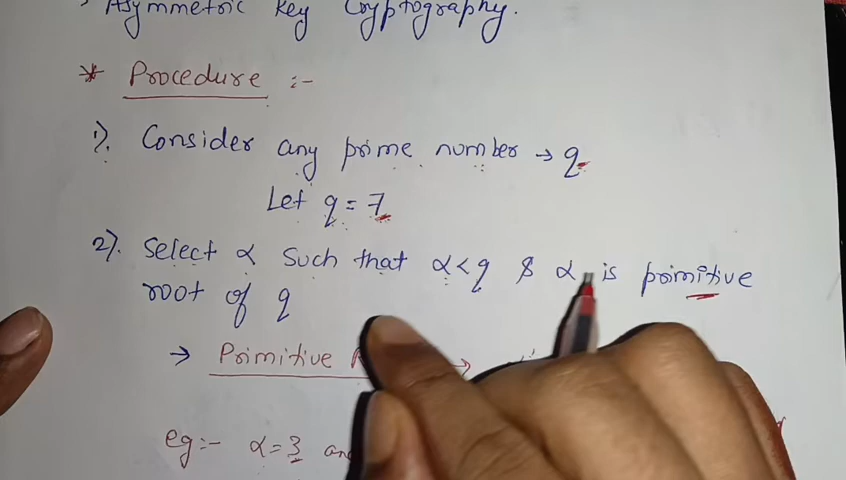 Asymmetric Key Cryptography.
* Procedure :-
1). Consider any prime number → q
Let q = 7
2). Select α such that α < q & α is primitive
root of q
→ Primitive
eg:- α = 3